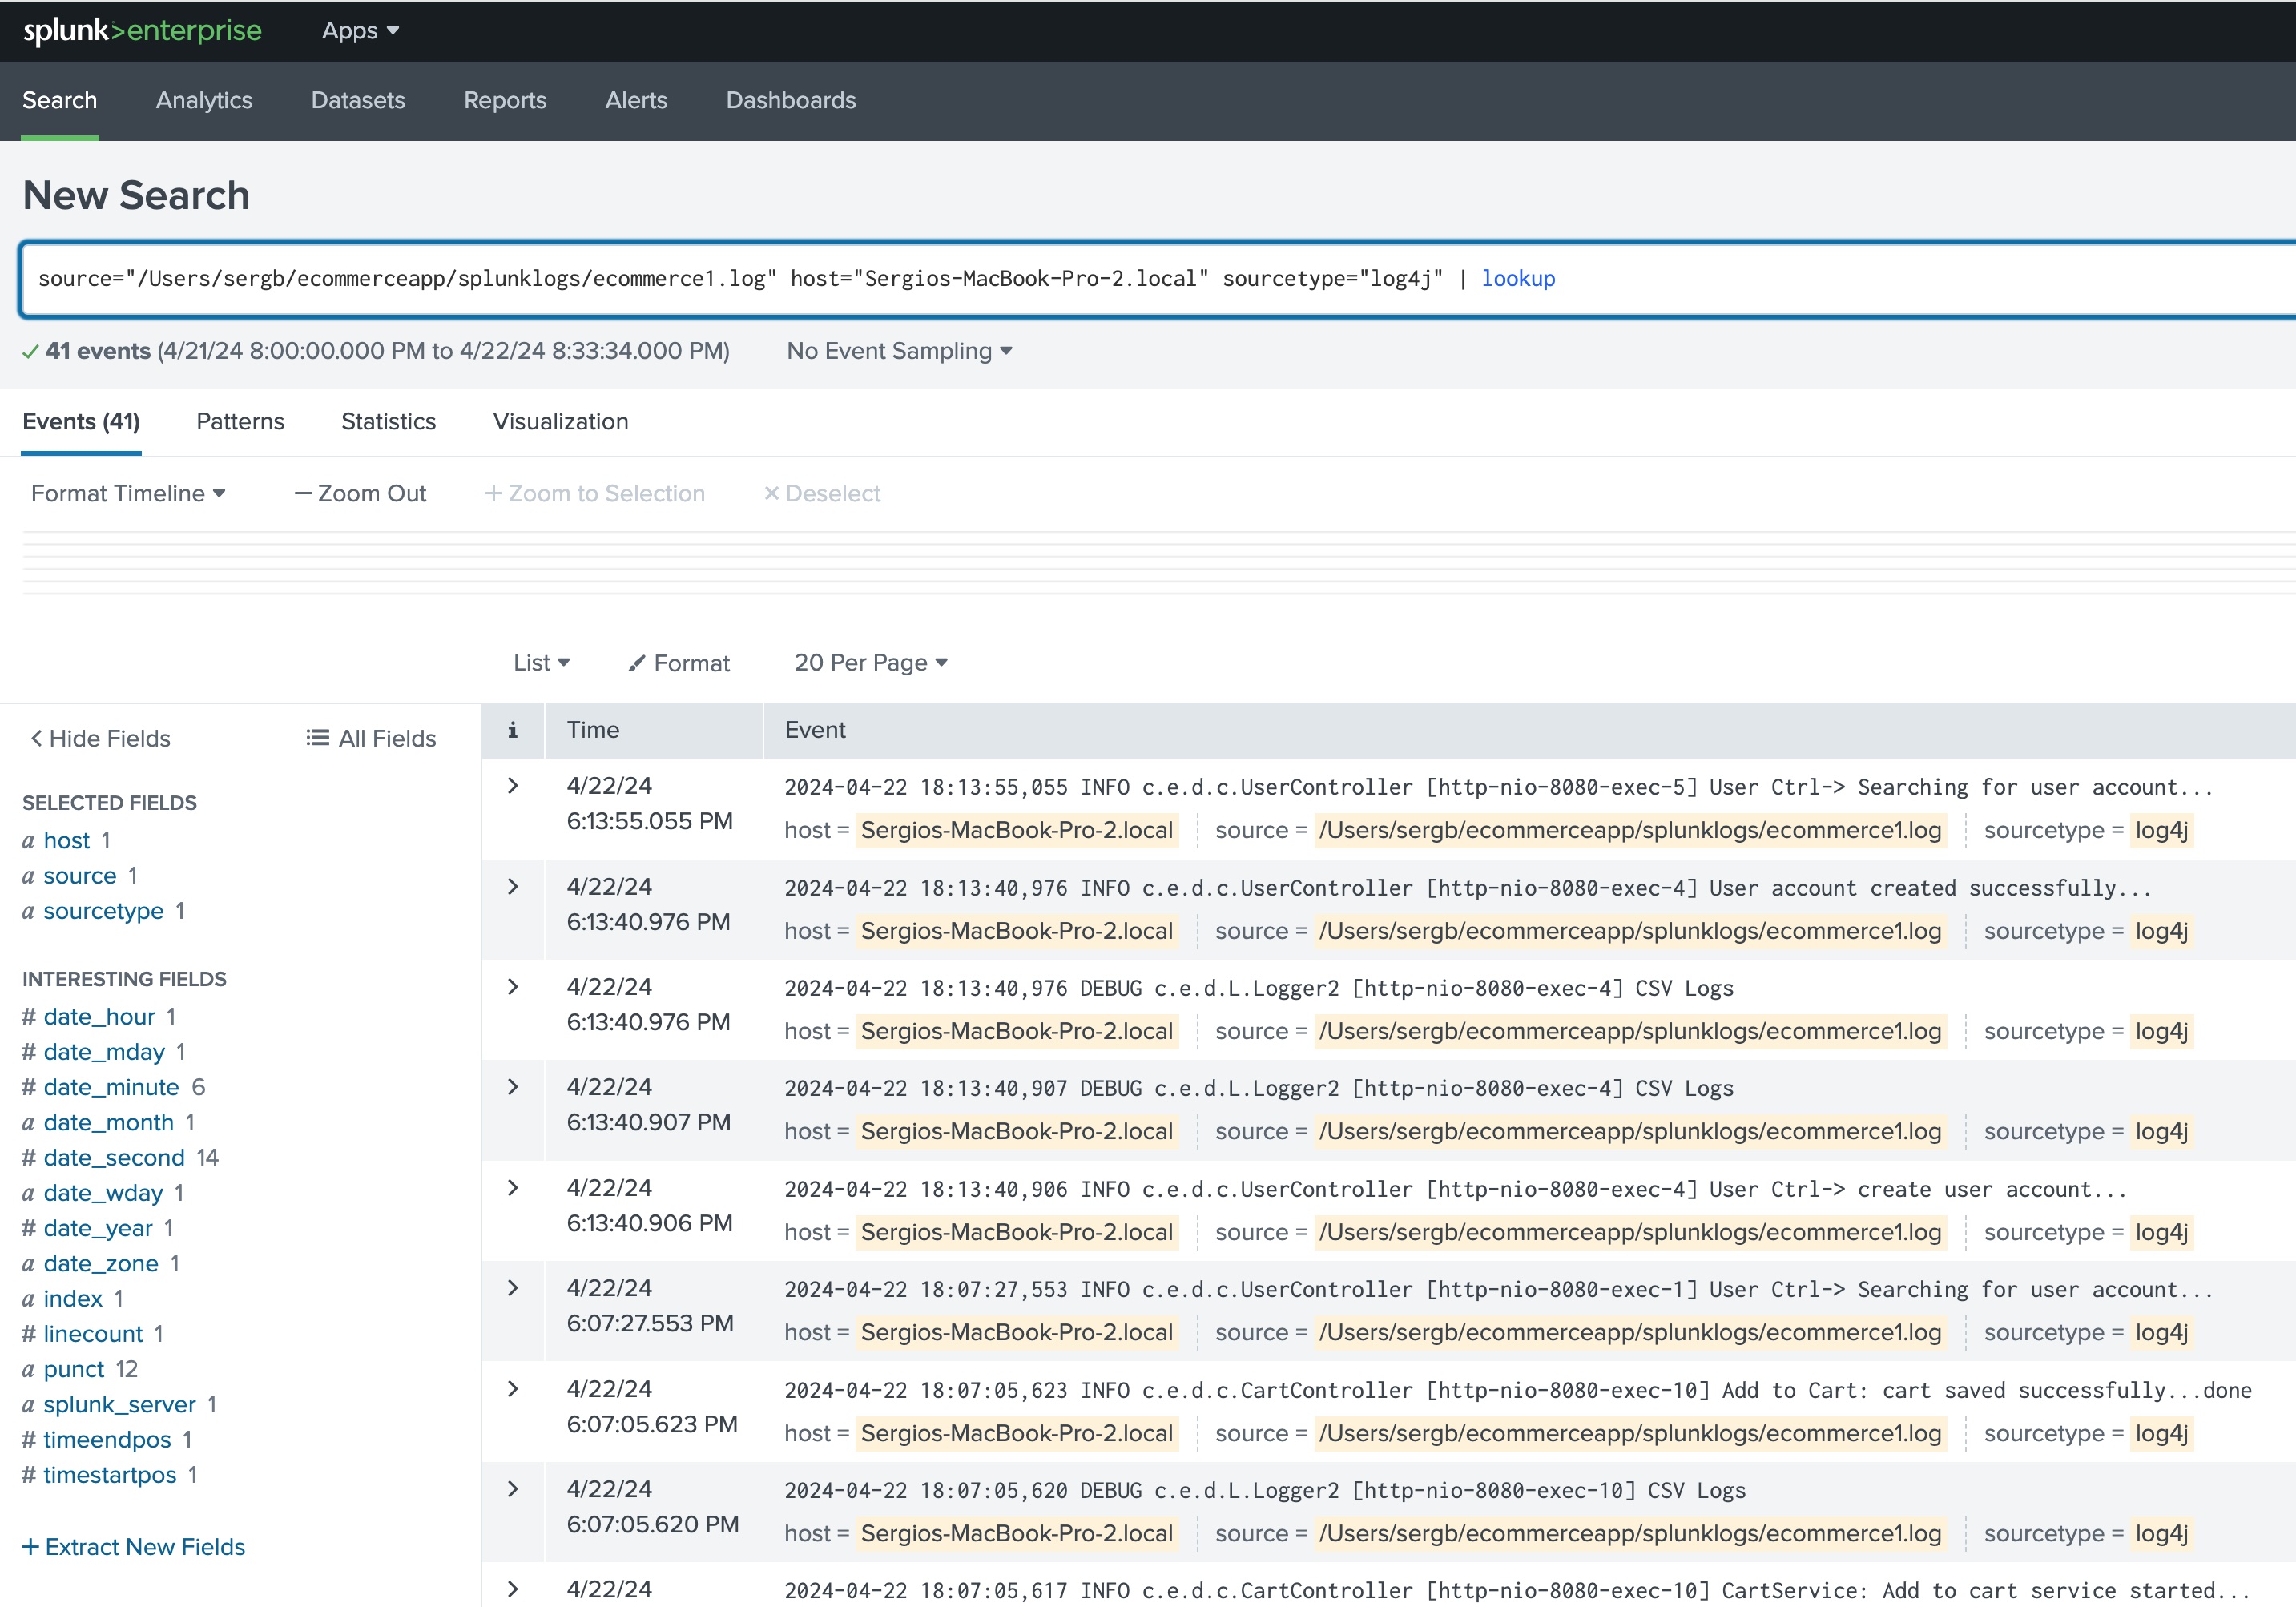 splunk>enterprise Apps
Search Analytics Datasets Reports Alerts Dashboards
New Search
source="/Users/sergb/ecommerceapp/splunklogs/ecommerce1.log" host="Sergios-MacBook-Pro-2.local" sourcetype="log4j" | lookup
41 events (4/21/24 8:00:00.000 PM to 4/22/24 8:33:34.000 PM) No Event Sampling
Events (41) Patterns Statistics Visualization
Format Timeline — Zoom Out + Zoom to Selection × Deselect
List Format 20 Per Page
< Hide Fields All Fields
SELECTED FIELDS
a host 1
a source 1
a sourcetype 1
INTERESTING FIELDS
# date_hour 1
# date_mday 1
# date_minute 6
a date_month 1
# date_second 14
a date_wday 1
# date_year 1
a date_zone 1
a index 1
# linecount 1
a punct 12
a splunk_server 1
# timeendpos 1
# timestartpos 1
+ Extract New Fields
i Time Event
> 4/22/24 2024-04-22 18:13:55,055 INFO c.e.d.c.UserController [http-nio-8080-exec-5] User Ctrl-> Searching for user account...
6:13:55.055 PM host = Sergios-MacBook-Pro-2.local source = /Users/sergb/ecommerceapp/splunklogs/ecommerce1.log sourcetype = log4j
> 4/22/24 2024-04-22 18:13:40,976 INFO c.e.d.c.UserController [http-nio-8080-exec-4] User account created successfully...
6:13:40.976 PM host = Sergios-MacBook-Pro-2.local source = /Users/sergb/ecommerceapp/splunklogs/ecommerce1.log sourcetype = log4j
> 4/22/24 2024-04-22 18:13:40,976 DEBUG c.e.d.L.Logger2 [http-nio-8080-exec-4] CSV Logs
6:13:40.976 PM host = Sergios-MacBook-Pro-2.local source = /Users/sergb/ecommerceapp/splunklogs/ecommerce1.log sourcetype = log4j
> 4/22/24 2024-04-22 18:13:40,907 DEBUG c.e.d.L.Logger2 [http-nio-8080-exec-4] CSV Logs
6:13:40.907 PM host = Sergios-MacBook-Pro-2.local source = /Users/sergb/ecommerceapp/splunklogs/ecommerce1.log sourcetype = log4j
> 4/22/24 2024-04-22 18:13:40,906 INFO c.e.d.c.UserController [http-nio-8080-exec-4] User Ctrl-> create user account...
6:13:40.906 PM host = Sergios-MacBook-Pro-2.local source = /Users/sergb/ecommerceapp/splunklogs/ecommerce1.log sourcetype = log4j
> 4/22/24 2024-04-22 18:07:27,553 INFO c.e.d.c.UserController [http-nio-8080-exec-1] User Ctrl-> Searching for user account...
6:07:27.553 PM host = Sergios-MacBook-Pro-2.local source = /Users/sergb/ecommerceapp/splunklogs/ecommerce1.log sourcetype = log4j
> 4/22/24 2024-04-22 18:07:05,623 INFO c.e.d.c.CartController [http-nio-8080-exec-10] Add to Cart: cart saved successfully...done
6:07:05.623 PM host = Sergios-MacBook-Pro-2.local source = /Users/sergb/ecommerceapp/splunklogs/ecommerce1.log sourcetype = log4j
> 4/22/24 2024-04-22 18:07:05,620 DEBUG c.e.d.L.Logger2 [http-nio-8080-exec-10] CSV Logs
6:07:05.620 PM host = Sergios-MacBook-Pro-2.local source = /Users/sergb/ecommerceapp/splunklogs/ecommerce1.log sourcetype = log4j
> 4/22/24 2024-04-22 18:07:05,617 INFO c.e.d.c.CartController [http-nio-8080-exec-10] CartService: Add to cart service started...